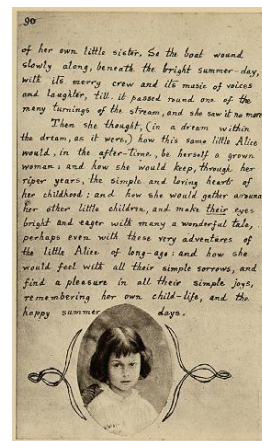 90
of her own little sister. So the boat wound
slowly along, beneath the bright summer-day,
with its merry crew and its music of voices
and laughter, till it passed round one of the
many turnings of the stream, and she saw it no more.
Then she thought, (in a dream within
the dream, as it were,) how this same little Alice
would, in the after-time, be herself a grown
woman: and how she would keep, through her
riper years, the simple and loving heart of
her childhood: and how she would gather around
her other little children, and make their eyes
bright and eager with many a wonderful tale,
perhaps even with these very adventures of
the little Alice of long-ago: and how she
would feel with all their simple sorrows, and
find a pleasure in all their simple joys,
remembering her own child-life, and the
happy summer days.